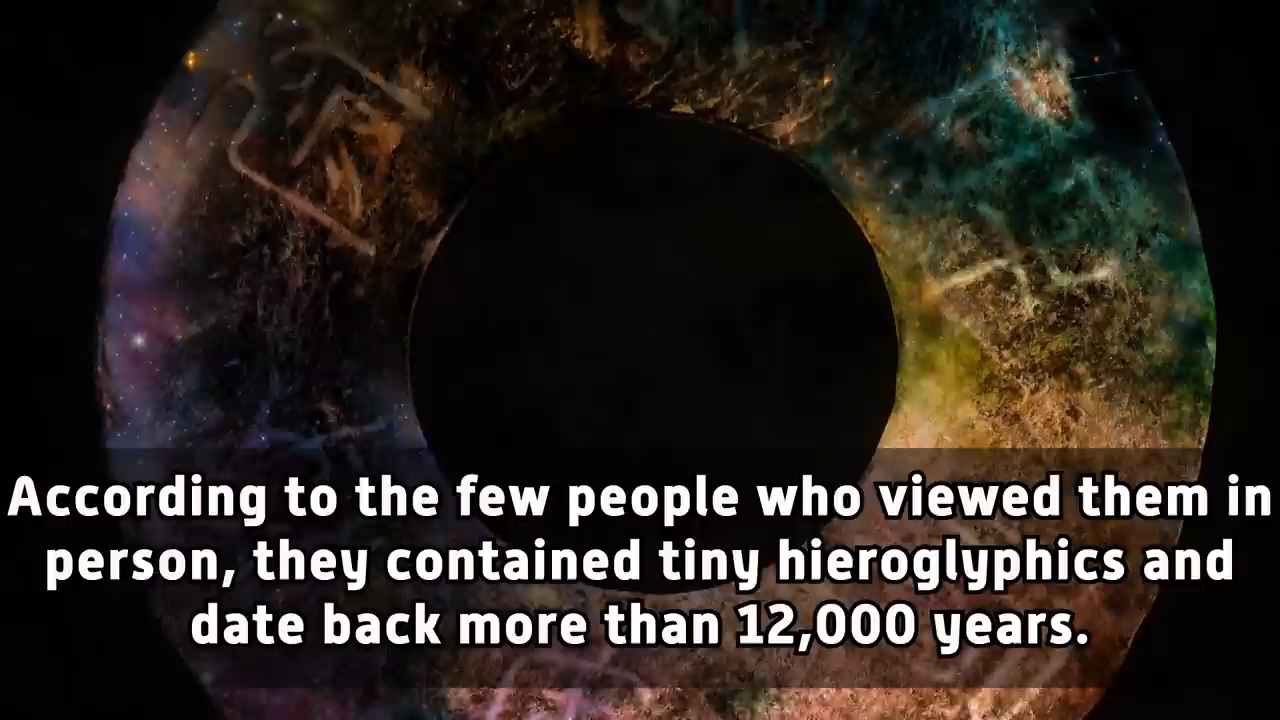 According to the few people who viewed them in
person, they contained tiny hieroglyphics and
date back more than 12,000 years.